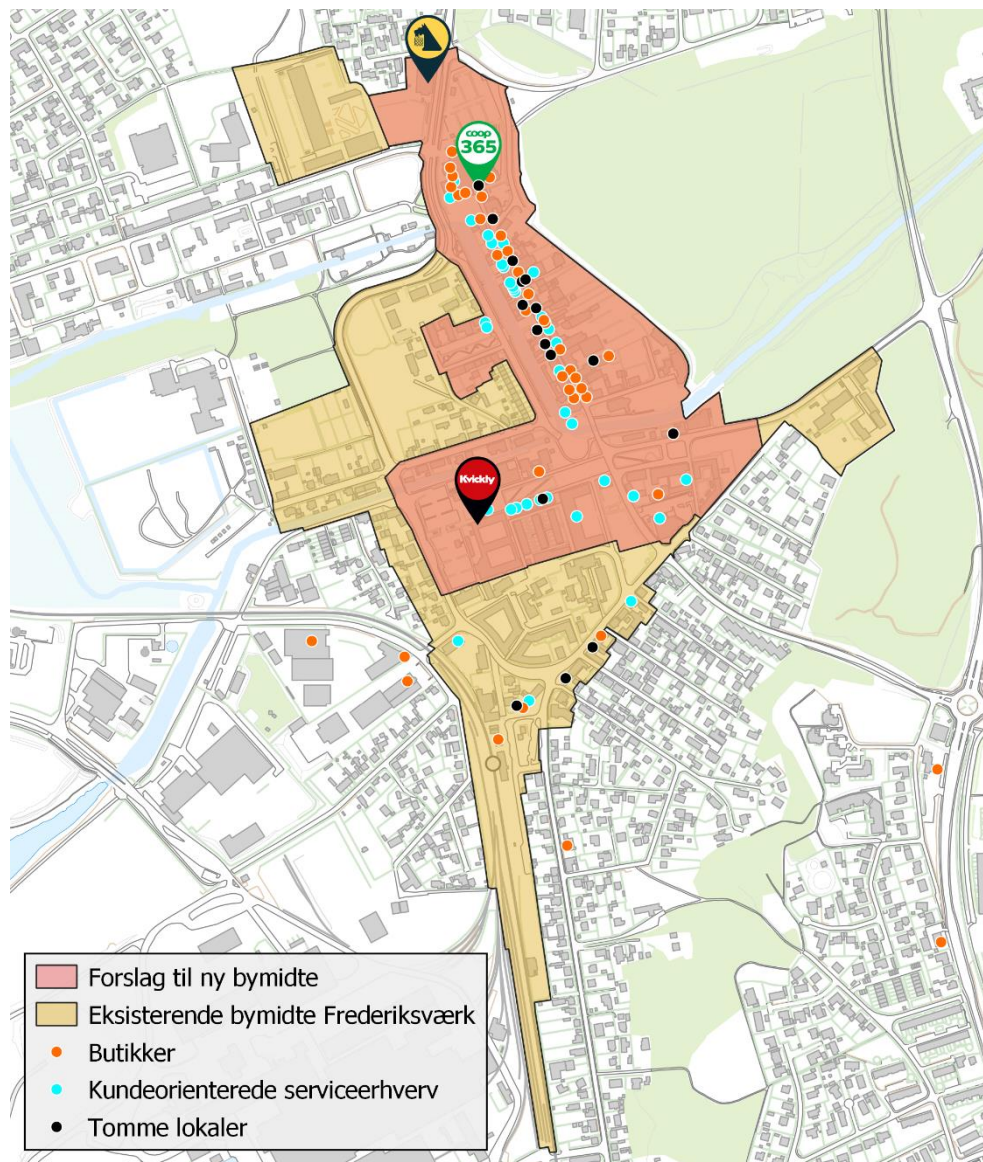 coop
365
Kvickly
Forslag til ny bymidte
Eksisterende bymidte Frederiksværk
Butikker
Kundeorienterede serviceerhverv
Tomme lokaler